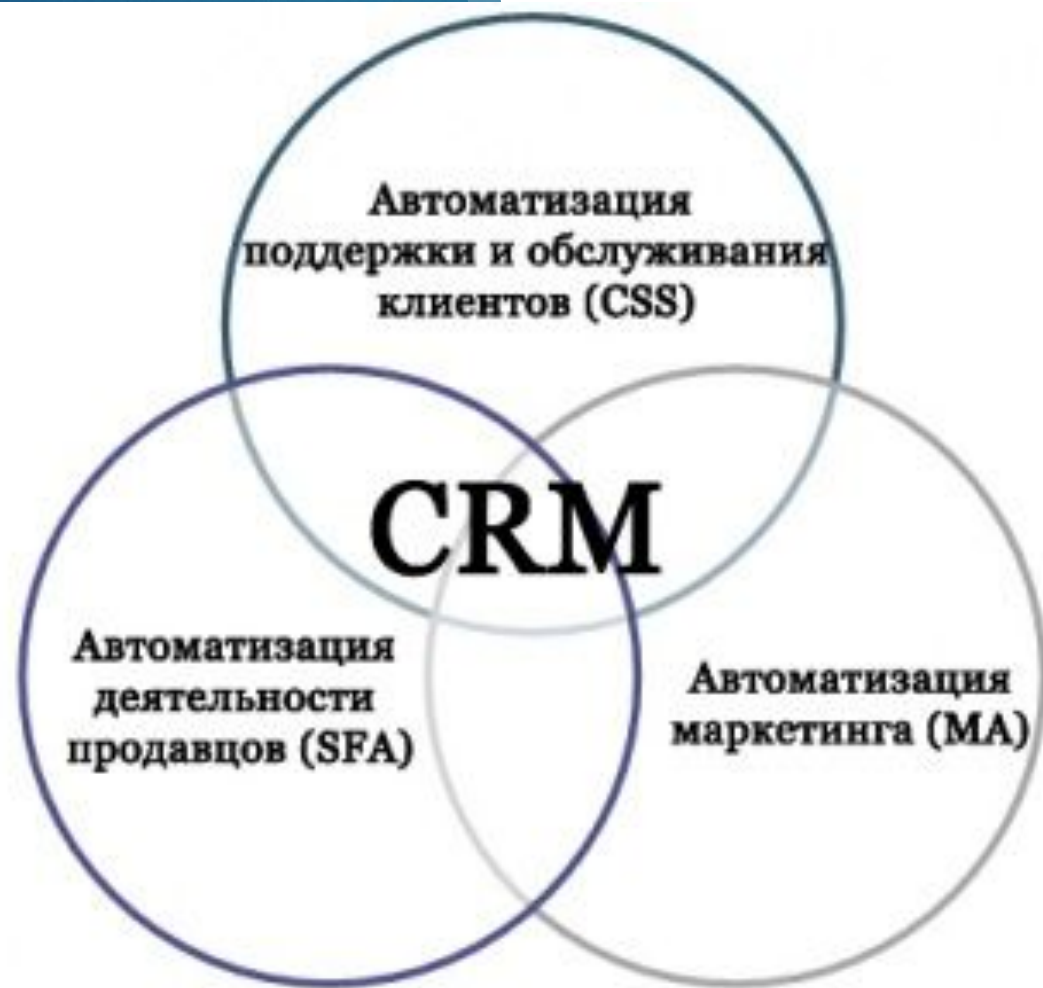 Автоматизация
поддержки и обслуживания
клиентов (CSS)
CRM
Автоматизация
деятельности
продавцов (SFA)
Автоматизация
маркетинга (MA)